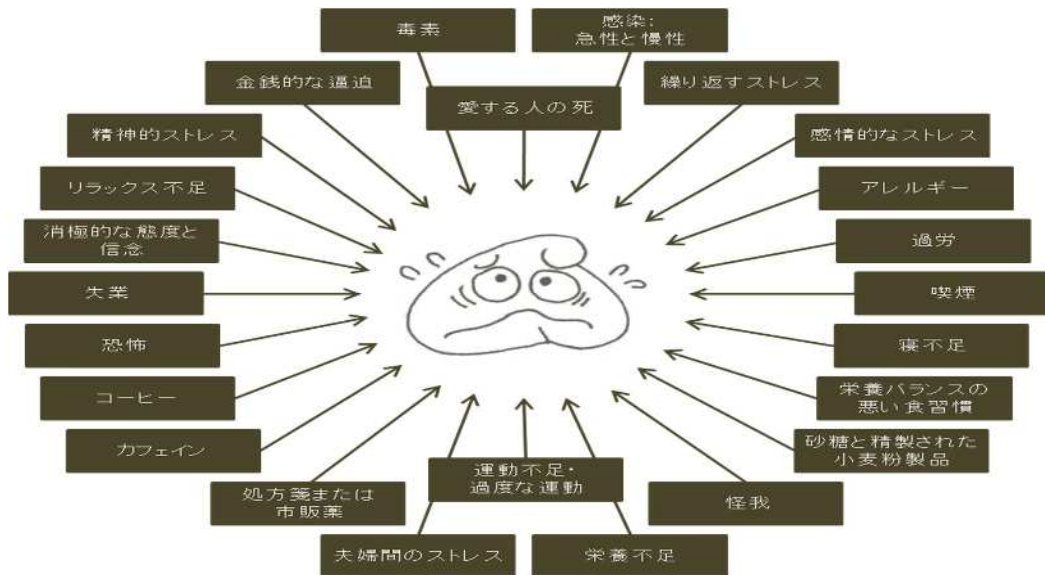 毒素
感染:
急性と慢性
金銭的な逼迫
愛する人の死
繰り返すストレス
精神的ストレス
感情的なストレス
リラックス不足
アレルギー
消極的な態度と
信念
過労
失業
喫煙
恐怖
寝不足
コーヒー
栄養バランスの
悪い食習慣
カフェイン
砂糖と精製された
小麦粉製品
運動不足・
過度な運動
処方箋または
市販薬
怪我
夫婦間のストレス
栄養不足